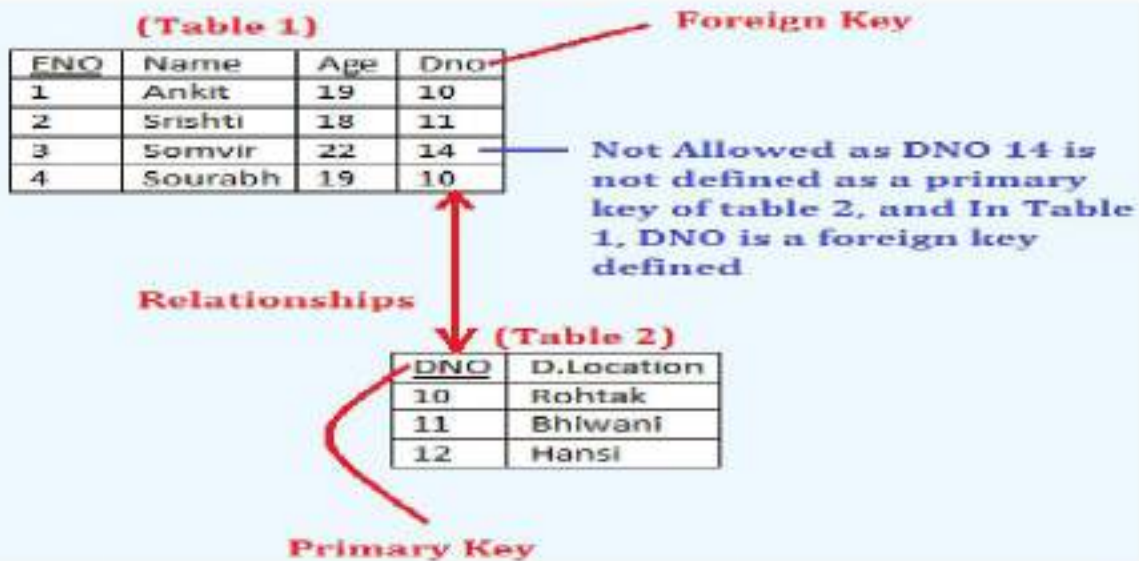 (Table 1)
Foreign Key
ENO Name Age Dno
1 Ankit 19 10
2 Srishti 18 11
3 Somvir 22 14
4 Sourabh 19 10
Not Allowed as DNO 14 is
not defined as a primary
key of table 2, and In Table
1, DNO is a foreign key
defined
Relationships
(Table 2)
DNO D.Location
10 Rohtak
11 Bhiwani
12 Hansi
Primary Key